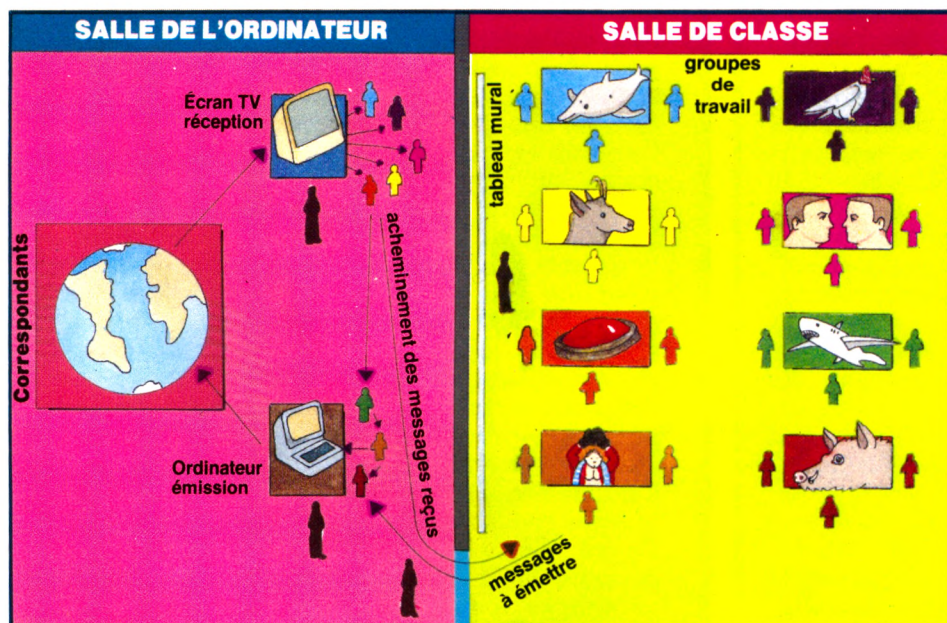 SALLE DE L'ORDINATEUR
SALLE DE CLASSE
Écran TV
réception
Correspondants
acheminement des messages reçus
Ordinateur
émission
tableau mural
groupes
de
travail
messages
à émettre